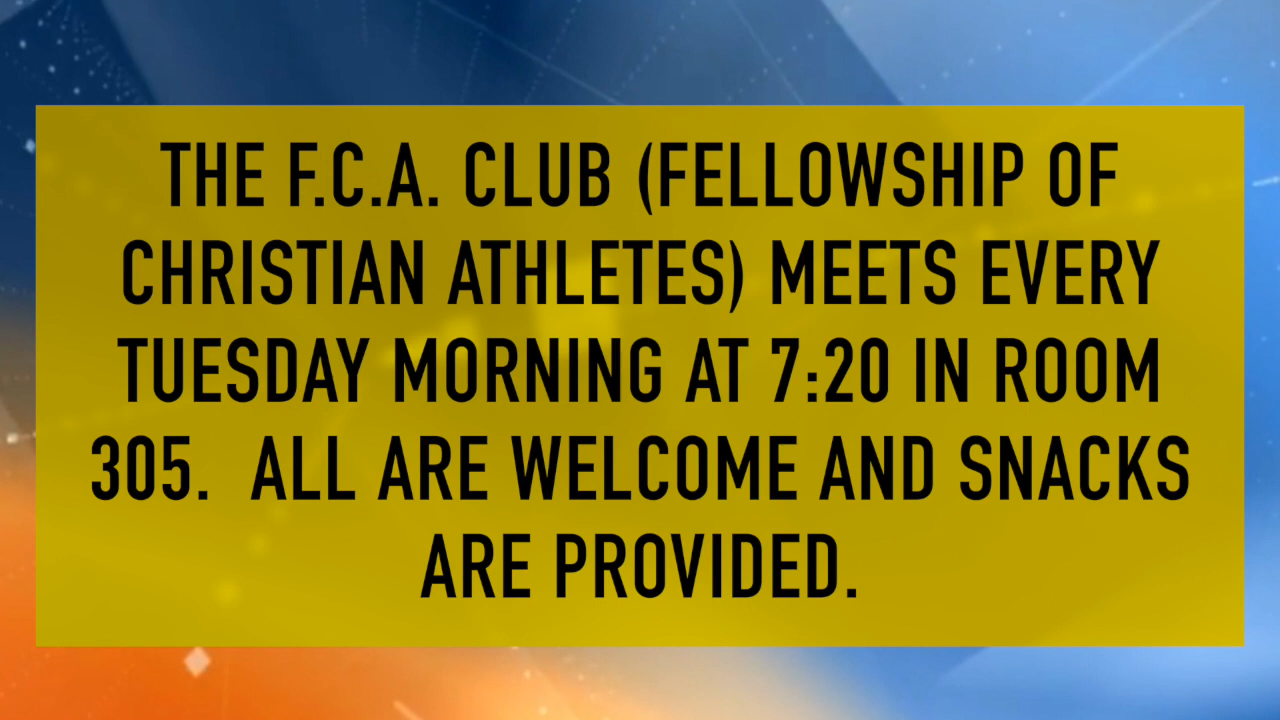 THE F.C.A. CLUB (FELLOWSHIP OF
CHRISTIAN ATHLETES) MEETS EVERY
TUESDAY MORNING AT 7:20 IN ROOM
305.  ALL ARE WELCOME AND SNACKS
ARE PROVIDED.